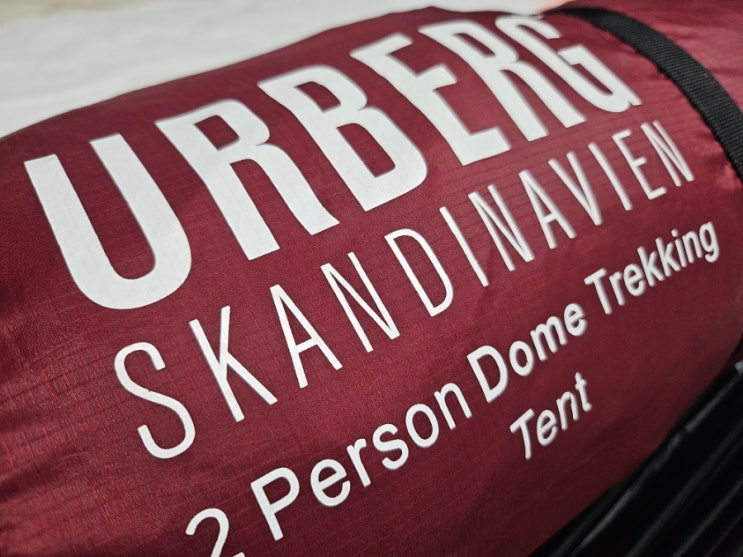 URBERG
SKANDINAVIEN
2 Person Dome Trekking
Tent